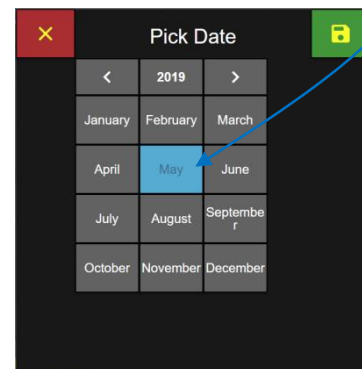 Pick Date
2019
January February March
April May June
July August Septembe
r
October November December